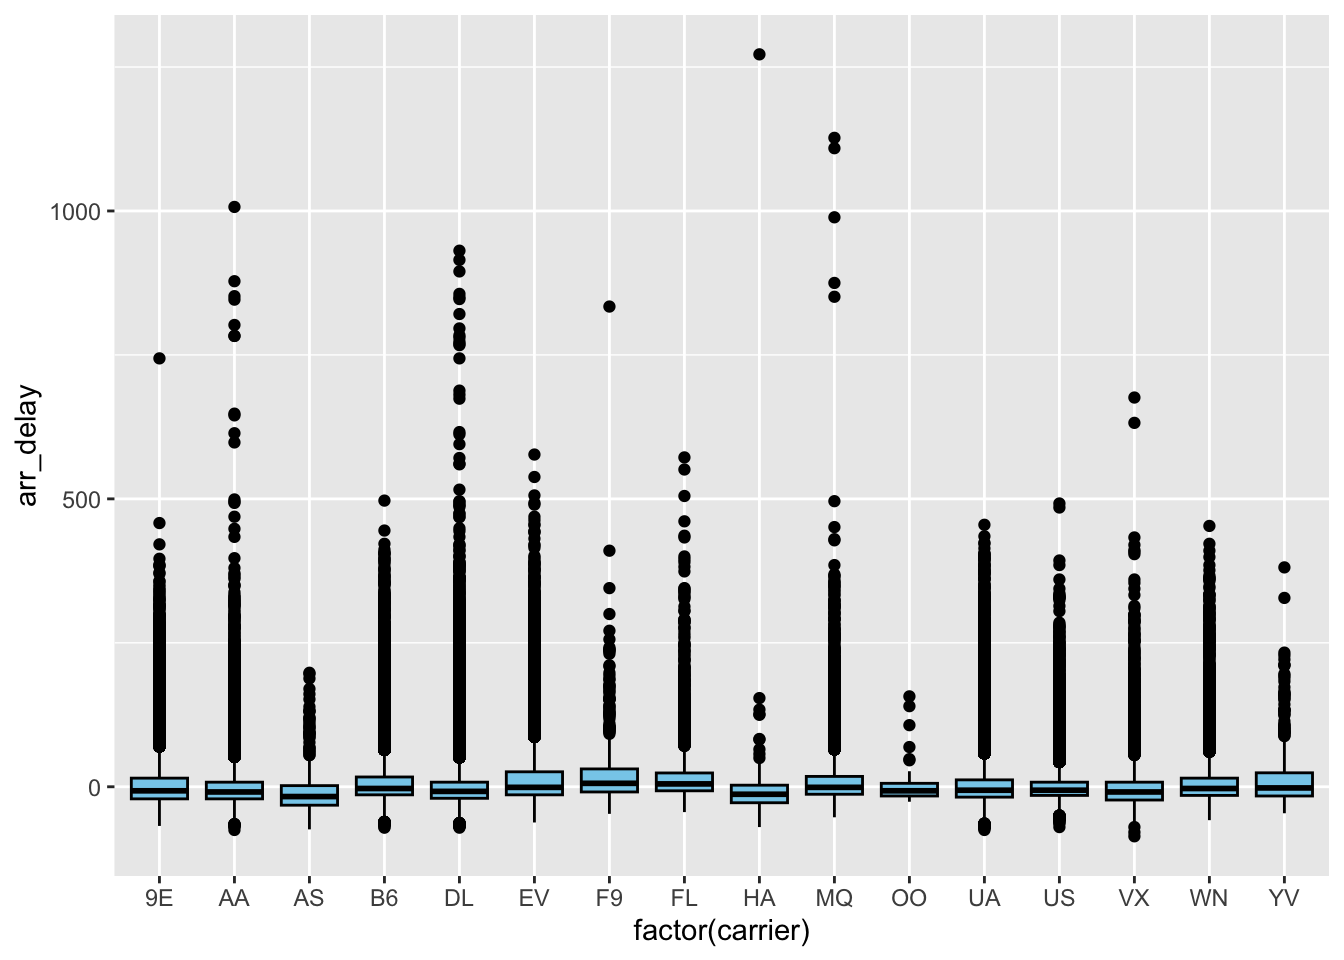 arr_delay
1000
500
0
9E AA AS B6 DL EV F9 FL HA MQ OO UA US VX WN YV
factor(carrier)